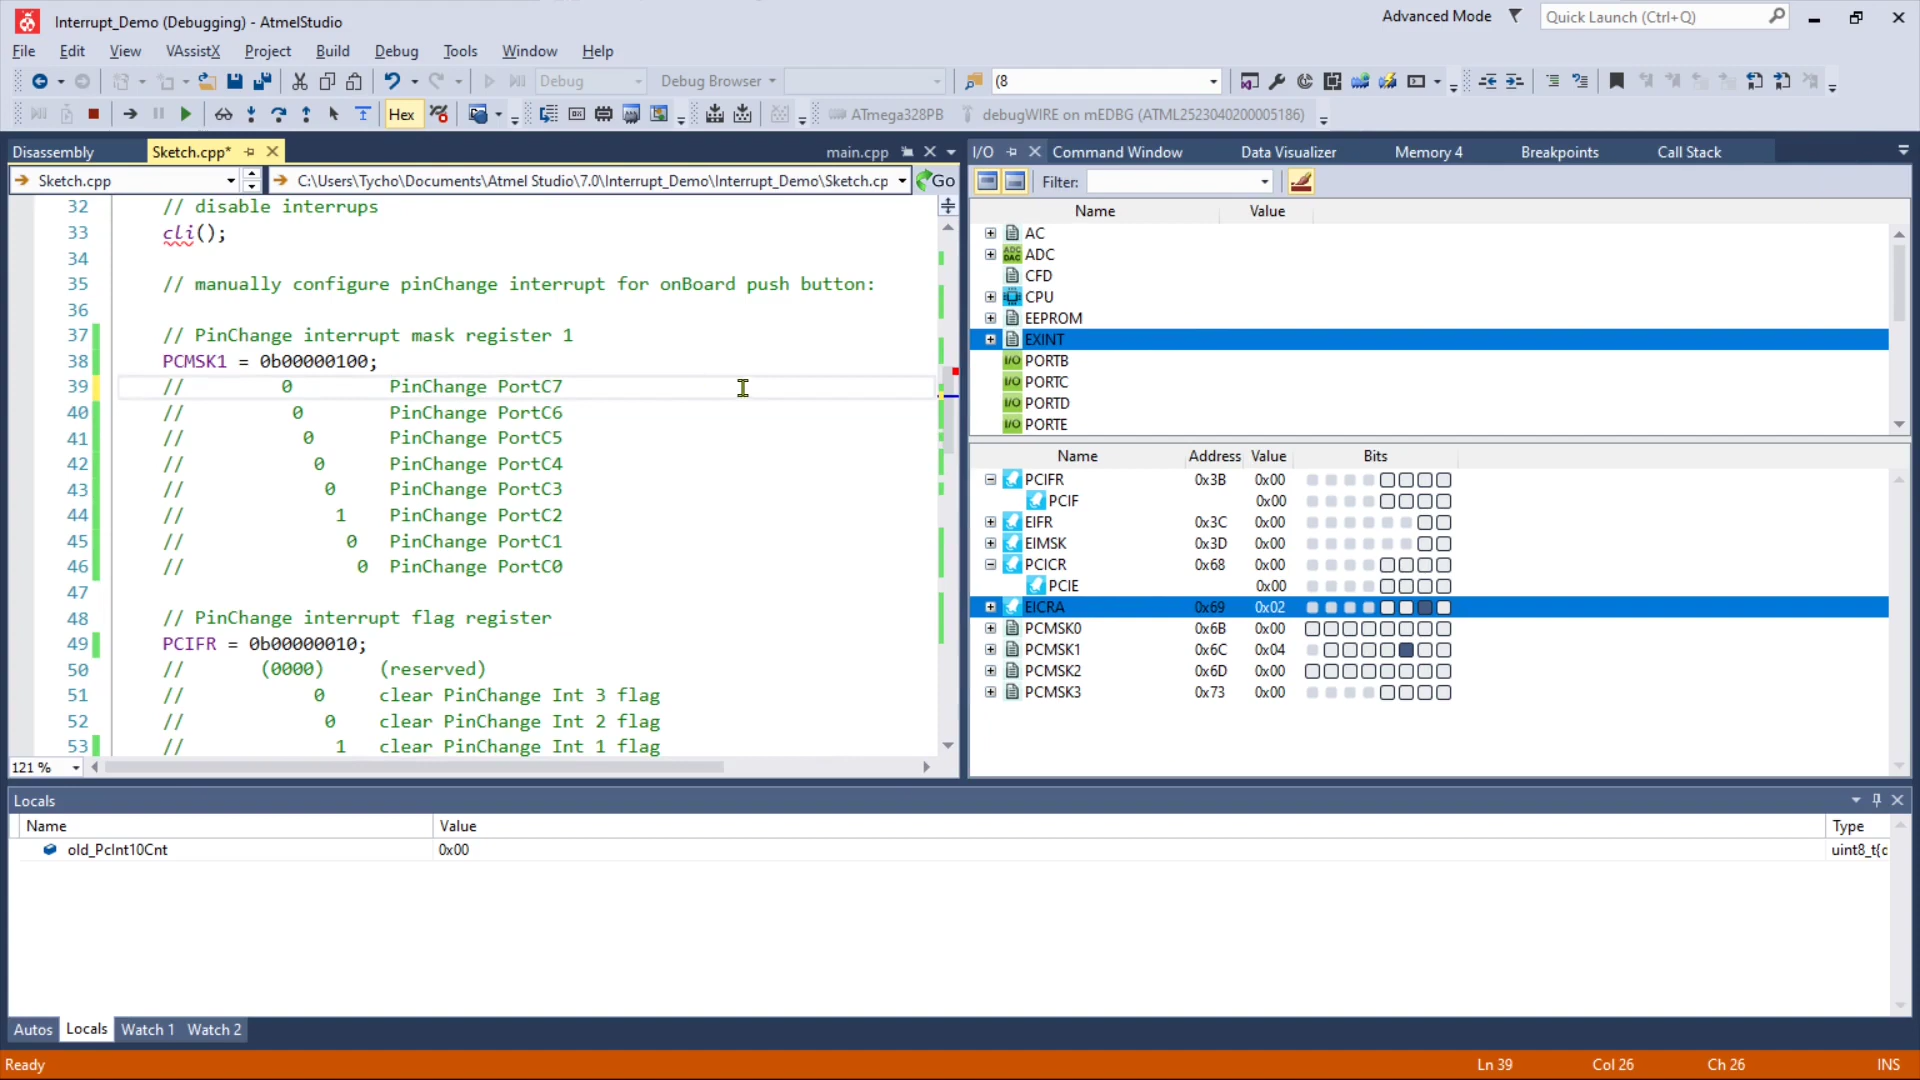 Interrupt_Demo (Debugging) - AtmelStudio
Advanced Mode
Quick Launch (Ctrl+Q)
File Edit View VAssistX Project Build Debug Tools Window Help
Debug
Debug Browser
(8
Hex
ATmega328PB
debugWIRE on mEDBG (ATML2523040200005186)
Disassembly
Sketch.cpp*
main.cpp
Sketch.cpp
C:\Users\Tycho\Documents\Atmel Studio\7.0\Interrupt_Demo\Interrupt_Demo\Sketch.cp
Go
32 // disable interrups
33 cli();
34
35 // manually configure pinChange interrupt for onBoard push button:
36
37 // PinChange interrupt mask register 1
38 PCMSK1 = 0b00000100;
39 // 0 PinChange PortC7
40 // 0 PinChange PortC6
41 // 0 PinChange PortC5
42 // 0 PinChange PortC4
43 // 0 PinChange PortC3
44 // 1 PinChange PortC2
45 // 0 PinChange PortC1
46 // 0 PinChange PortC0
47
48 // PinChange interrupt flag register
49 PCIFR = 0b00000010;
50 // (0000) (reserved)
51 // 0 clear PinChange Int 3 flag
52 // 0 clear PinChange Int 2 flag
53 // 1 clear PinChange Int 1 flag
121 %
I/O Command Window Data Visualizer Memory 4 Breakpoints Call Stack
Filter:
Name Value
AC
ADC DAC ADC
CFD
CPU
EEPROM
EXINT
I/O PORTB
I/O PORTC
I/O PORTD
I/O PORTE
Name Address Value Bits
PCIFR 0x3B 0x00
PCIF 0x00
EIFR 0x3C 0x00
EIMSK 0x3D 0x00
PCICR 0x68 0x00
PCIE 0x00
EICRA 0x69 0x02
PCMSK0 0x6B 0x00
PCMSK1 0x6C 0x04
PCMSK2 0x6D 0x00
PCMSK3 0x73 0x00
Locals
Name Value Type
old_PcInt10Cnt 0x00 uint8_t{c
Autos Locals Watch 1 Watch 2
Ready
Ln 39 Col 26 Ch 26 INS